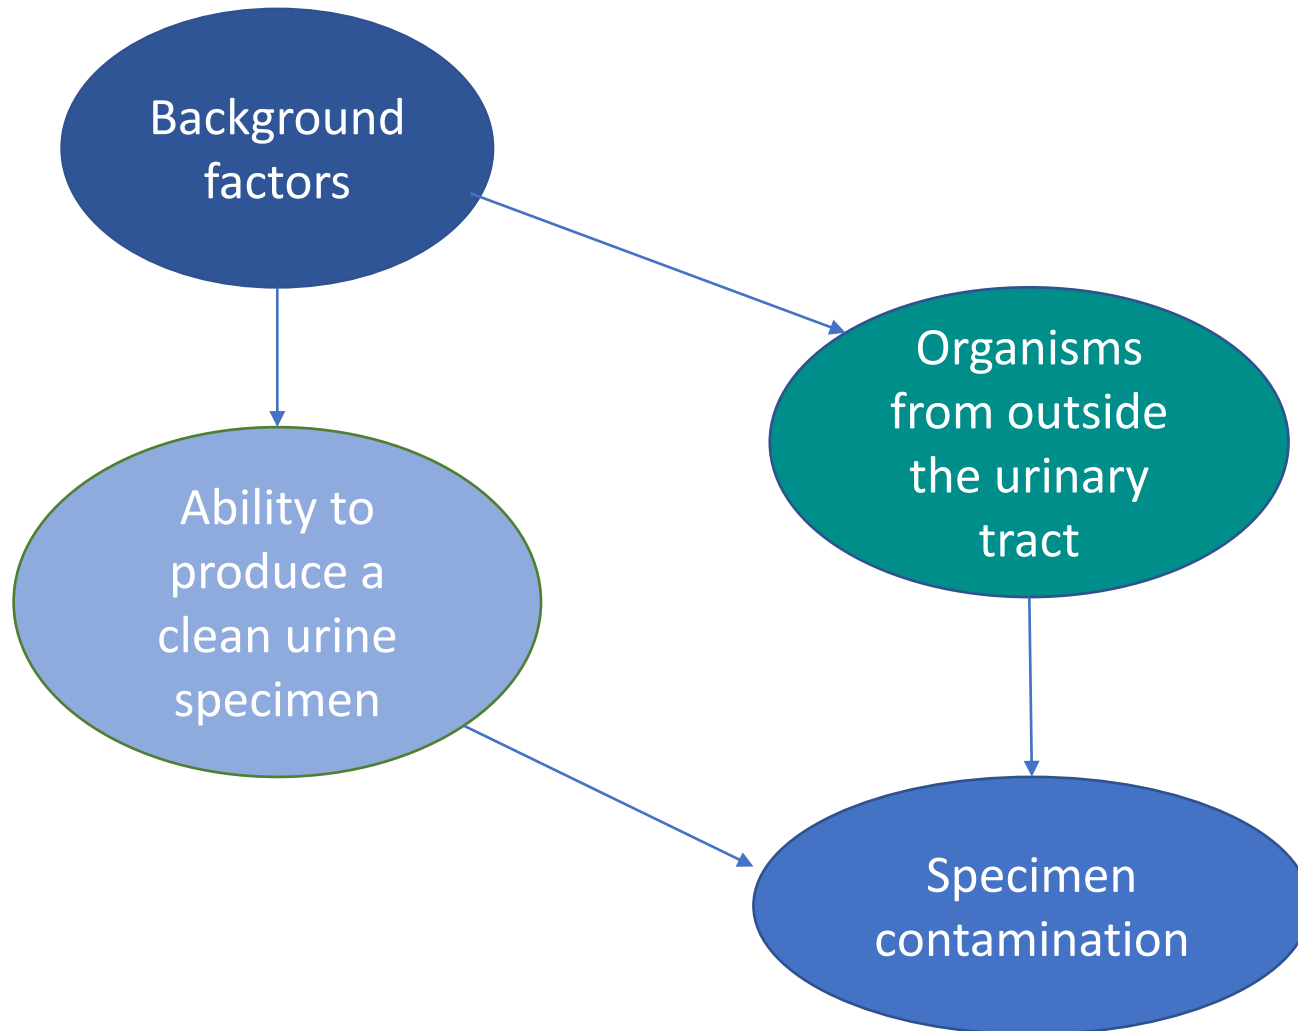 Background
factors
Organisms
from outside
the urinary
tract
Ability to
produce a
clean urine
specimen
Specimen
contamination